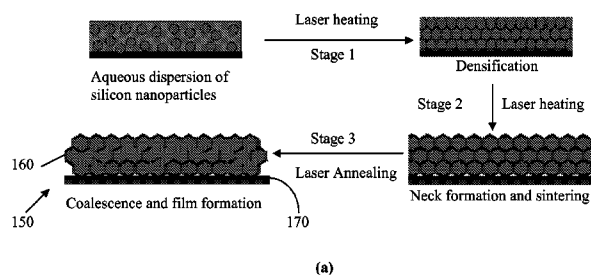 Laser heating
Stage 1
Aqueous dispersion of
silicon nanoparticles
Densification
Stage 2
Laser heating
Stage 3
Laser Annealing
160
150
Coalescence and film formation
170
Neck formation and sintering
(a)